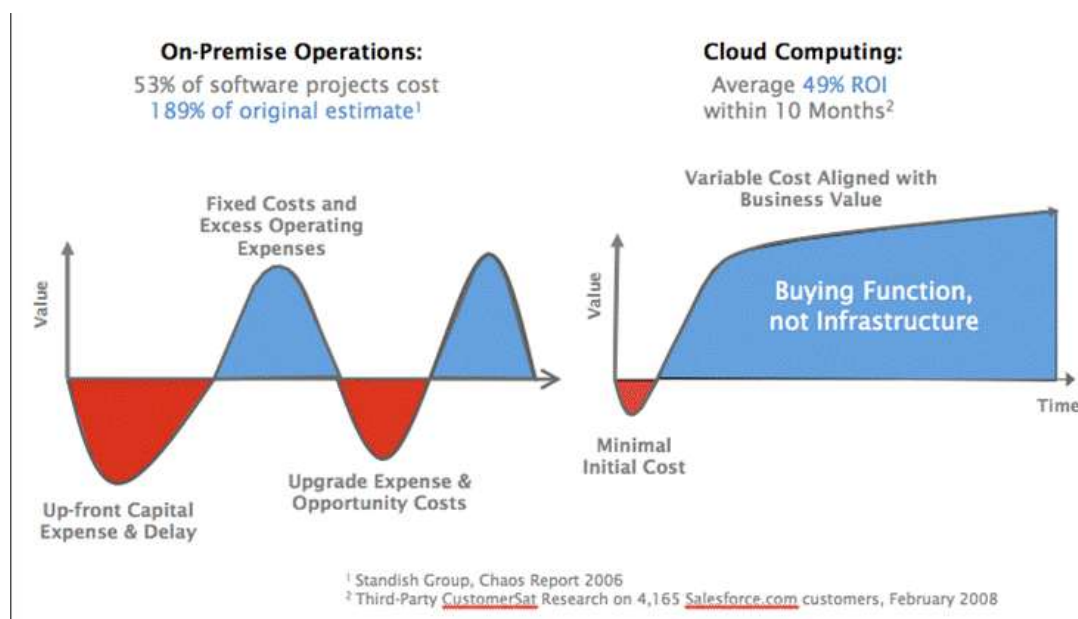 On-Premise Operations:
53% of software projects cost
189% of original estimate¹
Cloud Computing:
Average 49% ROI
within 10 Months²
Fixed Costs and
Excess Operating
Expenses
Value
Up-front Capital
Expense & Delay
Upgrade Expense &
Opportunity Costs
Variable Cost Aligned with
Business Value
Value
Buying Function,
not Infrastructure
Time
Minimal
Initial Cost
¹ Standish Group, Chaos Report 2006
² Third-Party CustomerSat Research on 4,165 Salesforce.com customers, February 2008